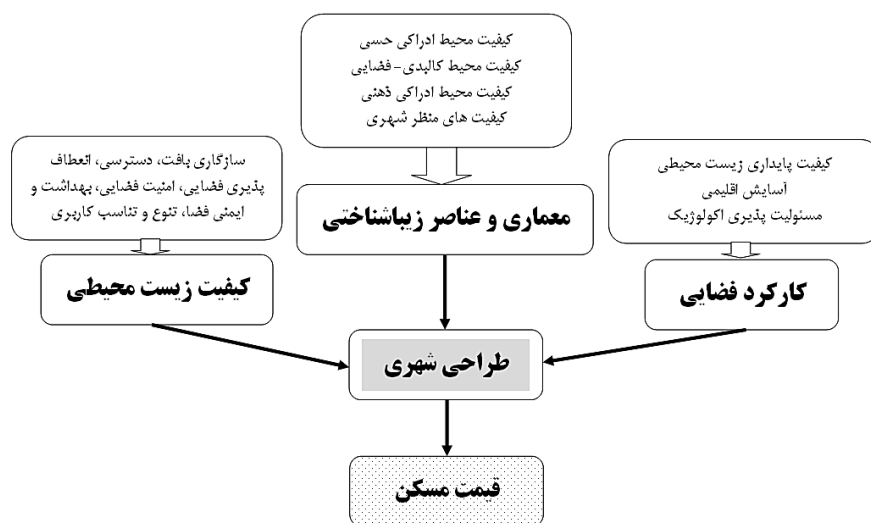 کیفیت محیط ادراکی حسی
کیفیت محیط کالبدی- فضایی
کیفیت محیط ادراکی ذهنی
کیفیت های منظر شهری
کیفیت پایداری زیست محیطی
آسایش اقلیمی
مسئولیت پذیری اکولوژیک
سازگاری بافت، دسترسی، انعطاف
پذیری فضایی، امنیت فضایی، بهداشت و
ایمنی فضا، تنوع و تناسب کاربری
معماری و عناصر زیباشناختی
کارکرد فضایی
کیفیت زیست محیطی
طراحی شهری
قیمت مسکن